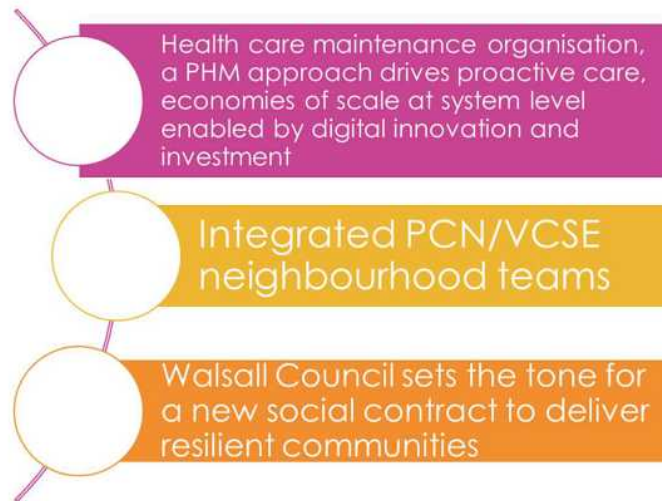 Health care maintenance organisation,
a PHM approach drives proactive care,
economies of scale at system level
enabled by digital innovation and
investment
Integrated PCN/VCSE
neighbourhood teams
Walsall Council sets the tone for
a new social contract to deliver
resilient communities